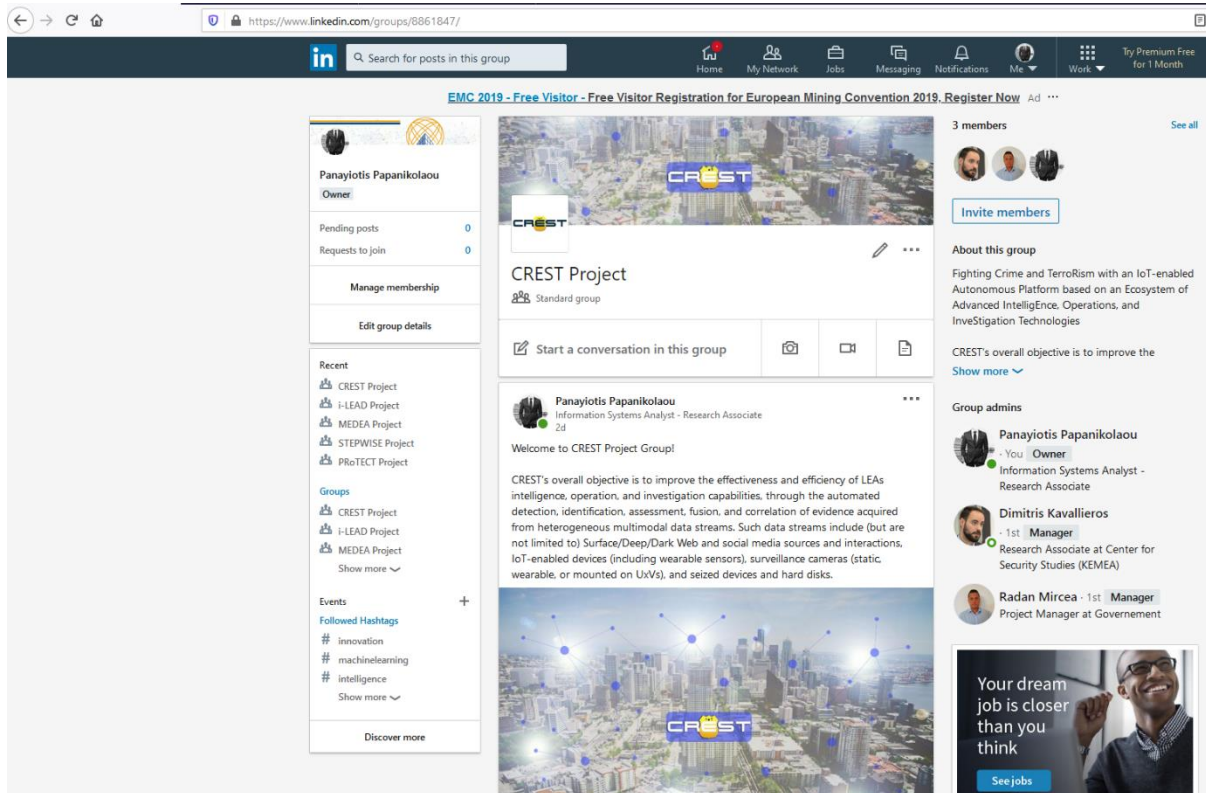 https://www.linkedin.com/groups/8861847/
in
Search for posts in this group
Home
My Network
Jobs
Messaging
Notifications
Me
Work
Try Premium Free
for 1 Month
EMC 2019 - Free Visitor - Free Visitor Registration for European Mining Convention 2019, Register Now Ad ...
Panayiotis Papanikolaou
Owner
Pending posts 0
Requests to join 0
Manage membership
Edit group details
Recent
CREST Project
i-LEAD Project
MEDEA Project
STEPWISE Project
PRoTECT Project
Groups
CREST Project
i-LEAD Project
MEDEA Project
Show more
Events +
Followed Hashtags
# innovation
# machinelearning
# intelligence
Show more
Discover more
CREST
CREST
CREST Project
Standard group
Start a conversation in this group
Panayiotis Papanikolaou
Information Systems Analyst - Research Associate
2d
Welcome to CREST Project Group!
CREST's overall objective is to improve the effectiveness and efficiency of LEAs
intelligence, operation, and investigation capabilities, through the automated
detection, identification, assessment, fusion, and correlation of evidence acquired
from heterogeneous multimodal data streams. Such data streams include (but are
not limited to) Surface/Deep/Dark Web and social media sources and interactions,
IoT-enabled devices (including wearable sensors), surveillance cameras (static,
wearable, or mounted on UxVs), and seized devices and hard disks.
CREST
3 members See all
Invite members
About this group
Fighting Crime and TerroRism with an IoT-enabled
Autonomous Platform based on an Ecosystem of
Advanced IntelligEnce, Operations, and
InveStigation Technologies
CREST's overall objective is to improve the
Show more
Group admins
Panayiotis Papanikolaou
· You Owner
Information Systems Analyst -
Research Associate
Dimitris Kavallieros
· 1st Manager
Research Associate at Center for
Security Studies (KEMEA)
Radan Mircea · 1st Manager
Project Manager at Governement
Your dream
job is closer
than you
think
See jobs